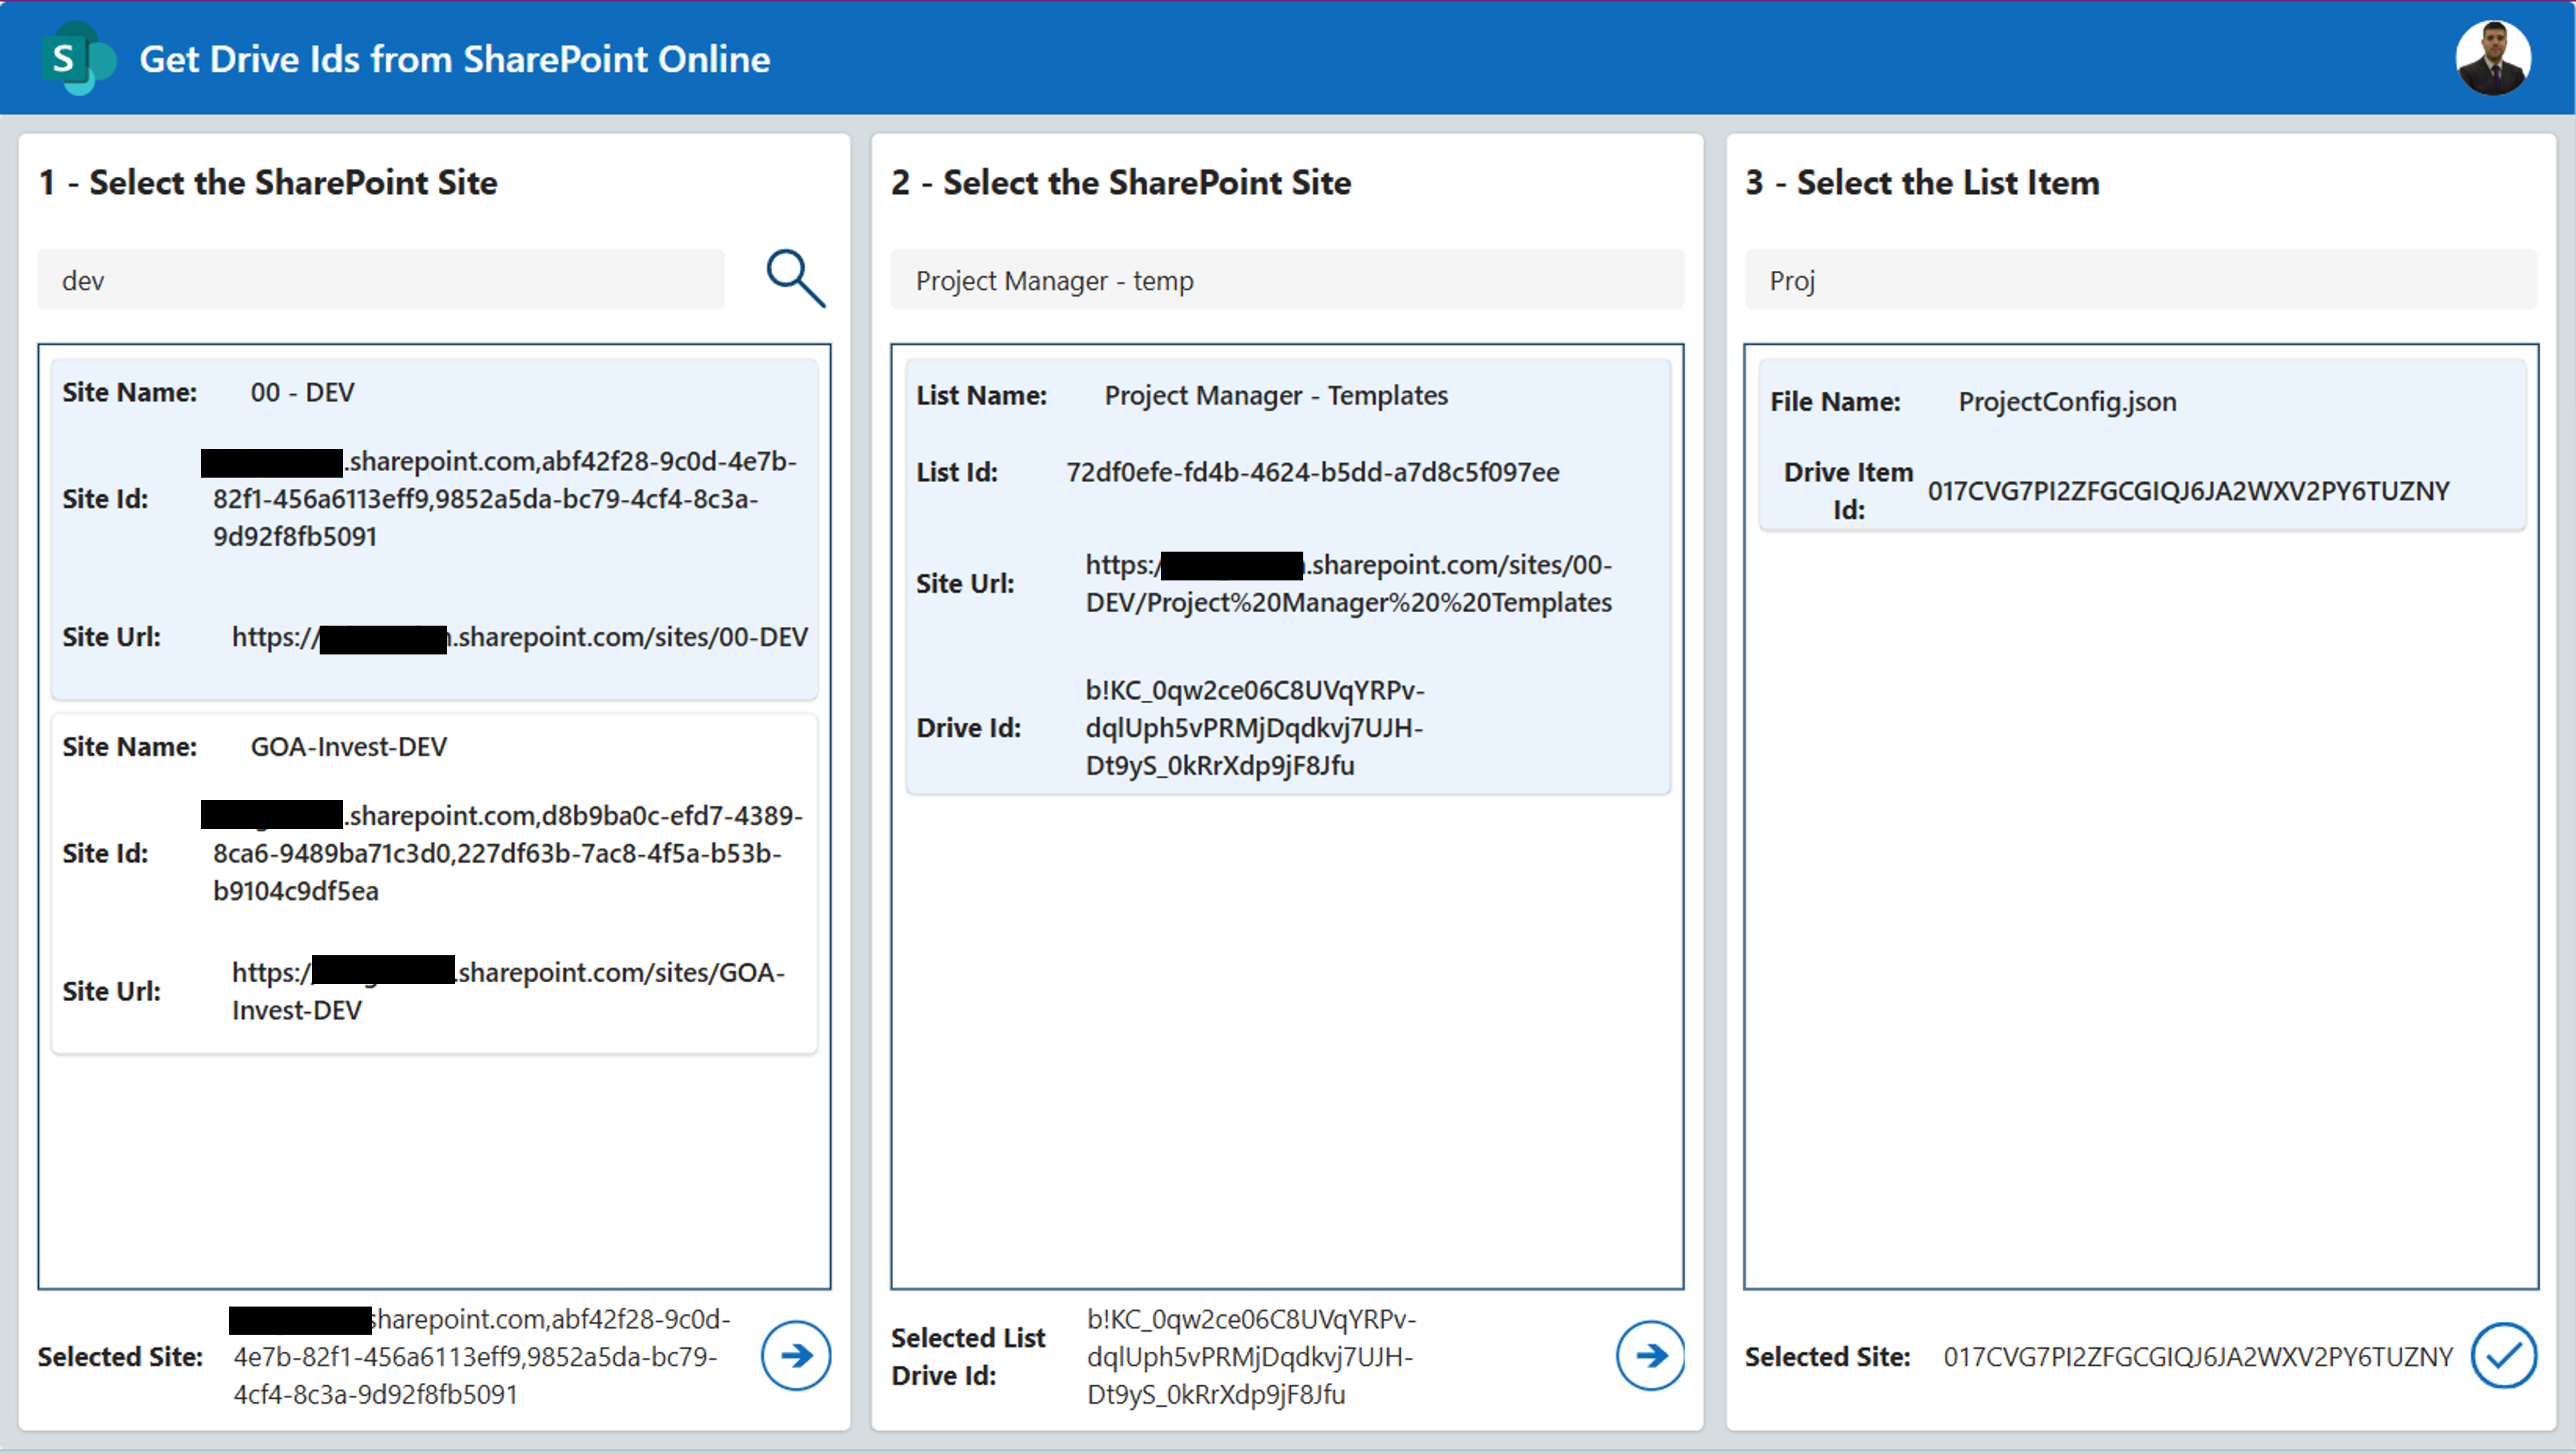 S
Get Drive Ids from SharePoint Online
1 - Select the SharePoint Site
dev
Site Name: 00 - DEV
Site Id: .sharepoint.com,abf42f28-9c0d-4e7b-
82f1-456a6113eff9,9852a5da-bc79-4cf4-8c3a-
9d92f8fb5091
Site Url: https:// .sharepoint.com/sites/00-DEV
Site Name: GOA-Invest-DEV
Site Id: .sharepoint.com,d8b9ba0c-efd7-4389-
8ca6-9489ba71c3d0,227df63b-7ac8-4f5a-b53b-
b9104c9df5ea
Site Url: https:/ .sharepoint.com/sites/GOA-
Invest-DEV
Selected Site: sharepoint.com,abf42f28-9c0d-
4e7b-82f1-456a6113eff9,9852a5da-bc79-
4cf4-8c3a-9d92f8fb5091
2 - Select the SharePoint Site
Project Manager - temp
List Name: Project Manager - Templates
List Id: 72df0efe-fd4b-4624-b5dd-a7d8c5f097ee
Site Url: https:/ .sharepoint.com/sites/00-
DEV/Project%20Manager%20%20Templates
Drive Id: b!KC_0qw2ce06C8UVqYRPv-
dqlUph5vPRMjDqdkvj7UJH-
Dt9yS_0kRrXdp9jF8Jfu
Selected List
Drive Id:
b!KC_0qw2ce06C8UVqYRPv-
dqlUph5vPRMjDqdkvj7UJH-
Dt9yS_0kRrXdp9jF8Jfu
3 - Select the List Item
Proj
File Name: ProjectConfig.json
Drive Item
Id:
017CVG7PI2ZFGCGIQJ6JA2WXV2PY6TUZNY
Selected Site: 017CVG7PI2ZFGCGIQJ6JA2WXV2PY6TUZNY